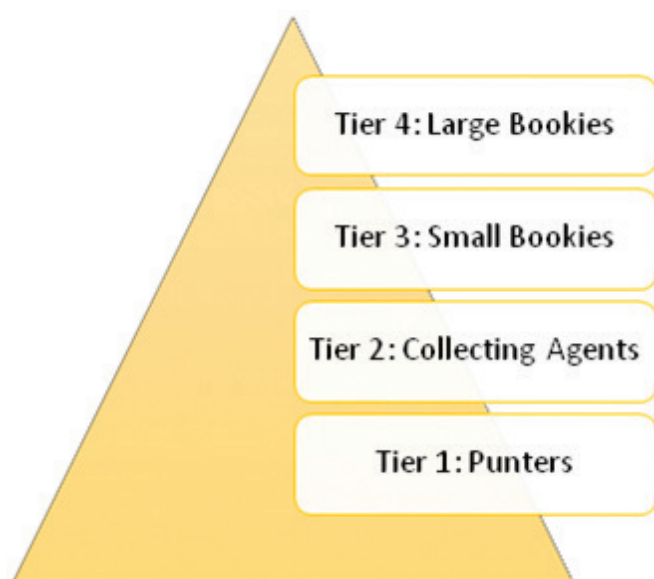 Tier 4: Large Bookies
Tier 3: Small Bookies
Tier 2: Collecting Agents
Tier 1: Punters